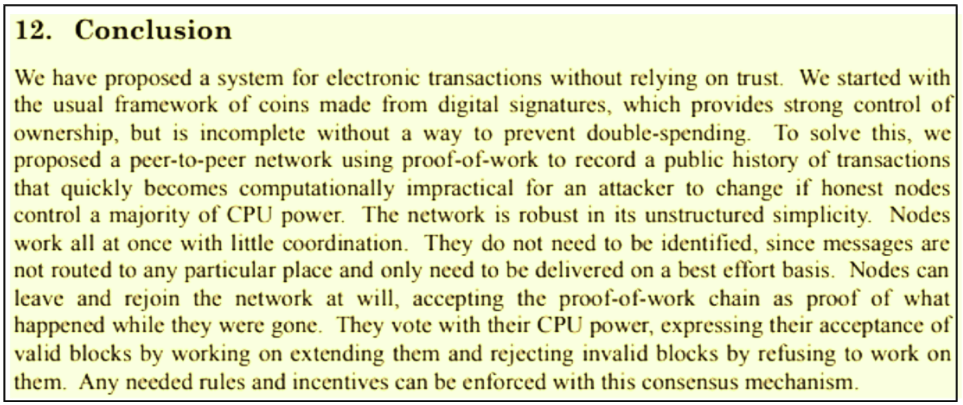 12. Conclusion
We have proposed a system for electronic transactions without relying on trust. We started with
the usual framework of coins made from digital signatures, which provides strong control of
ownership, but is incomplete without a way to prevent double-spending. To solve this, we
proposed a peer-to-peer network using proof-of-work to record a public history of transactions
that quickly becomes computationally impractical for an attacker to change if honest nodes
control a majority of CPU power. The network is robust in its unstructured simplicity. Nodes
work all at once with little coordination. They do not need to be identified, since messages are
not routed to any particular place and only need to be delivered on a best effort basis. Nodes can
leave and rejoin the network at will, accepting the proof-of-work chain as proof of what
happened while they were gone. They vote with their CPU power, expressing their acceptance of
valid blocks by working on extending them and rejecting invalid blocks by refusing to work on
them. Any needed rules and incentives can be enforced with this consensus mechanism.